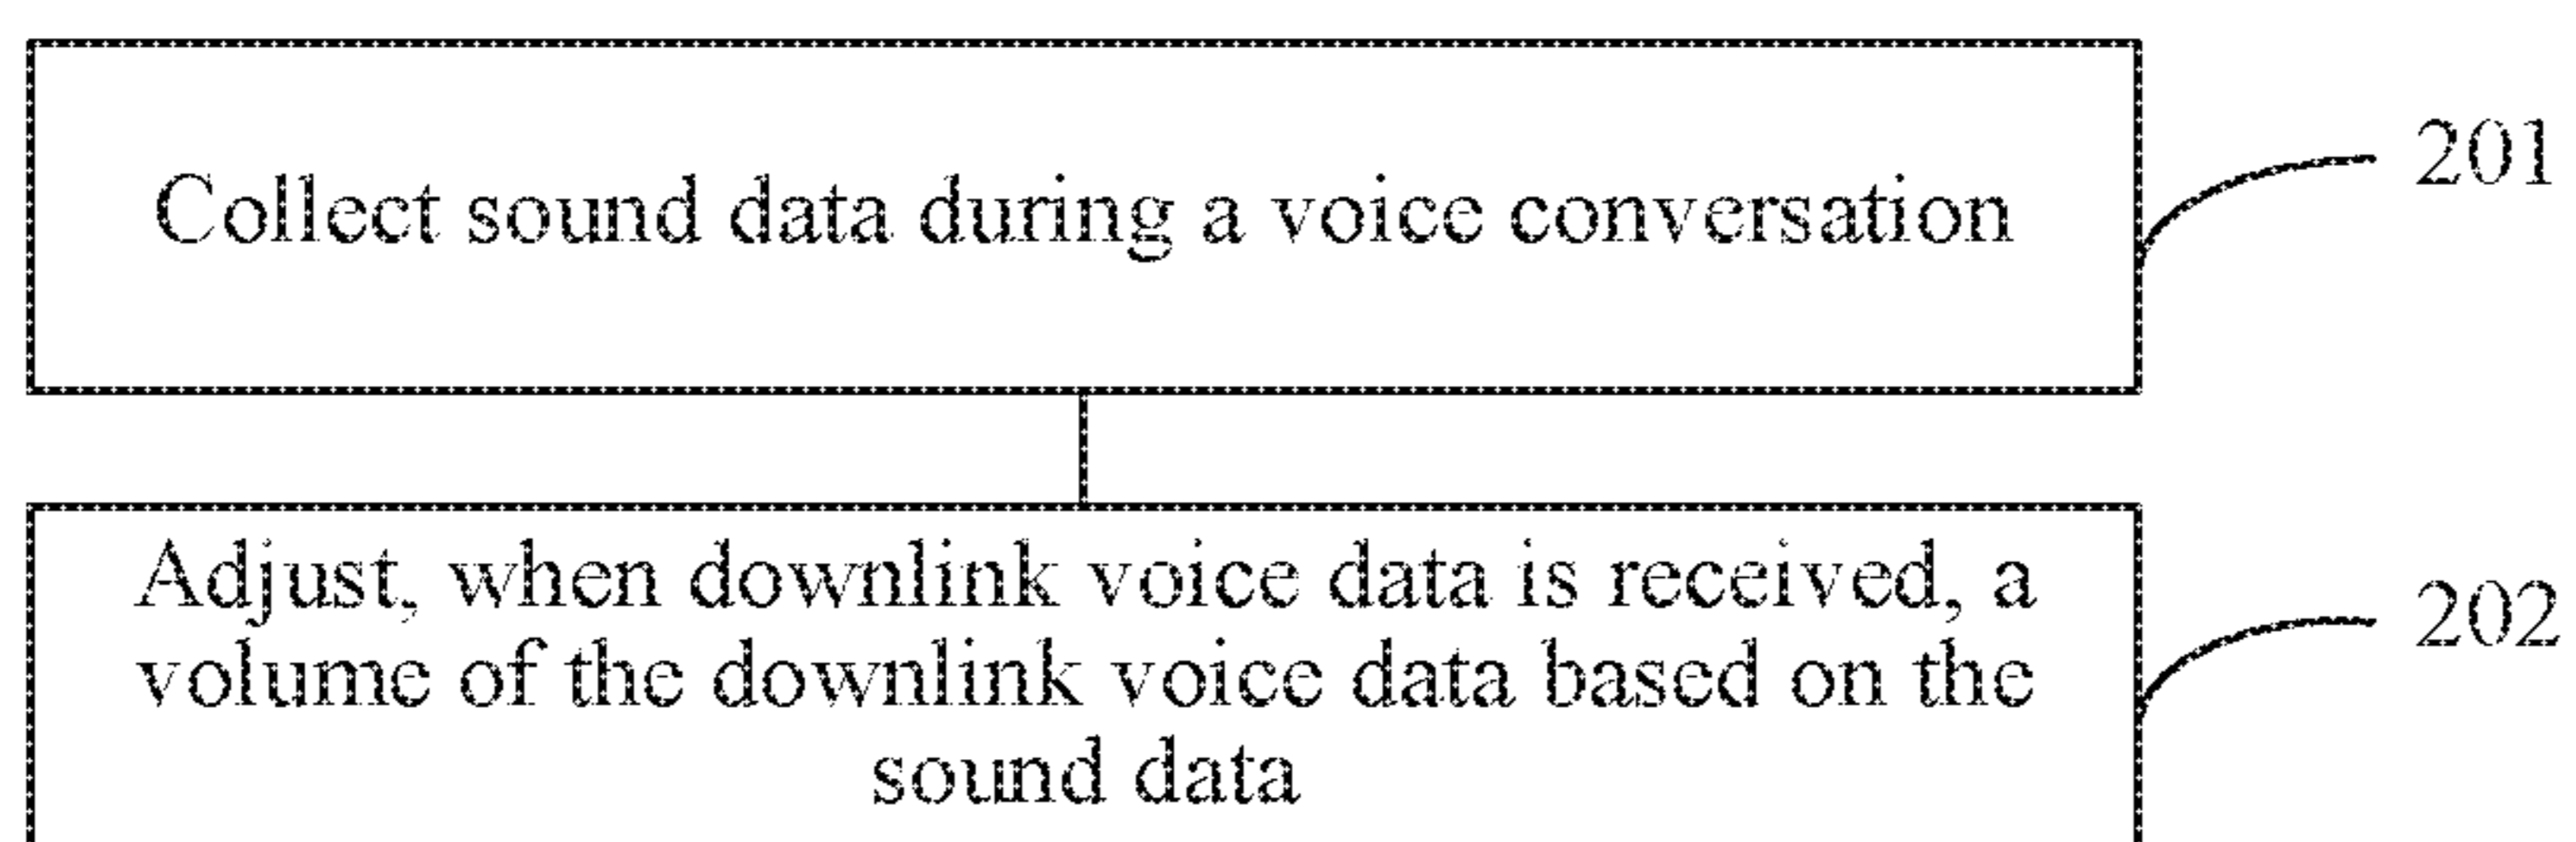 Collect sound data during a voice conversation
201
Adjust, when downlink voice data is received, a
volume of the downlink voice data based on the
sound data
202